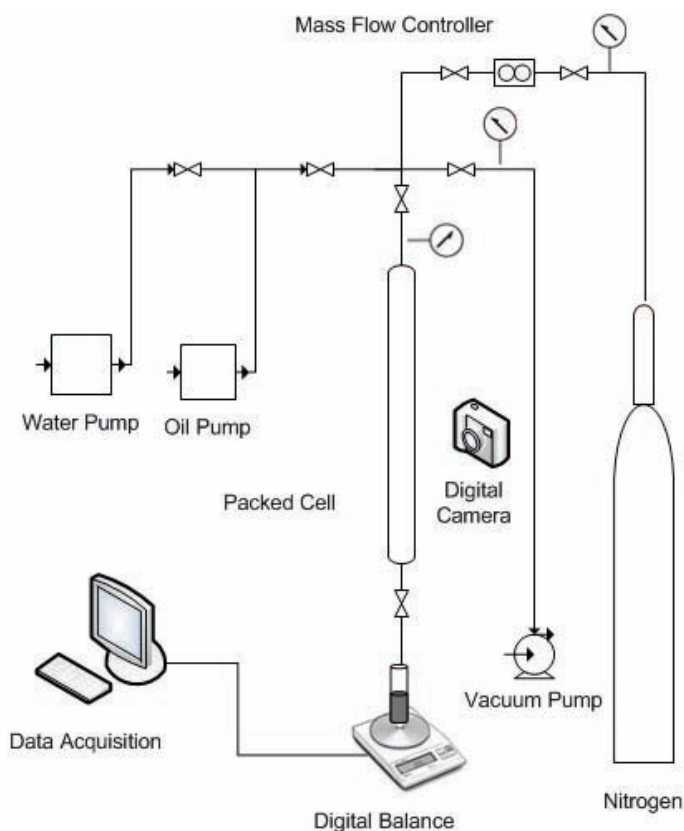 Mass Flow Controller
Water Pump
Oil Pump
Packed Cell
Digital
Camera
Vacuum Pump
Data Acquisition
Nitrogen
Digital Balance